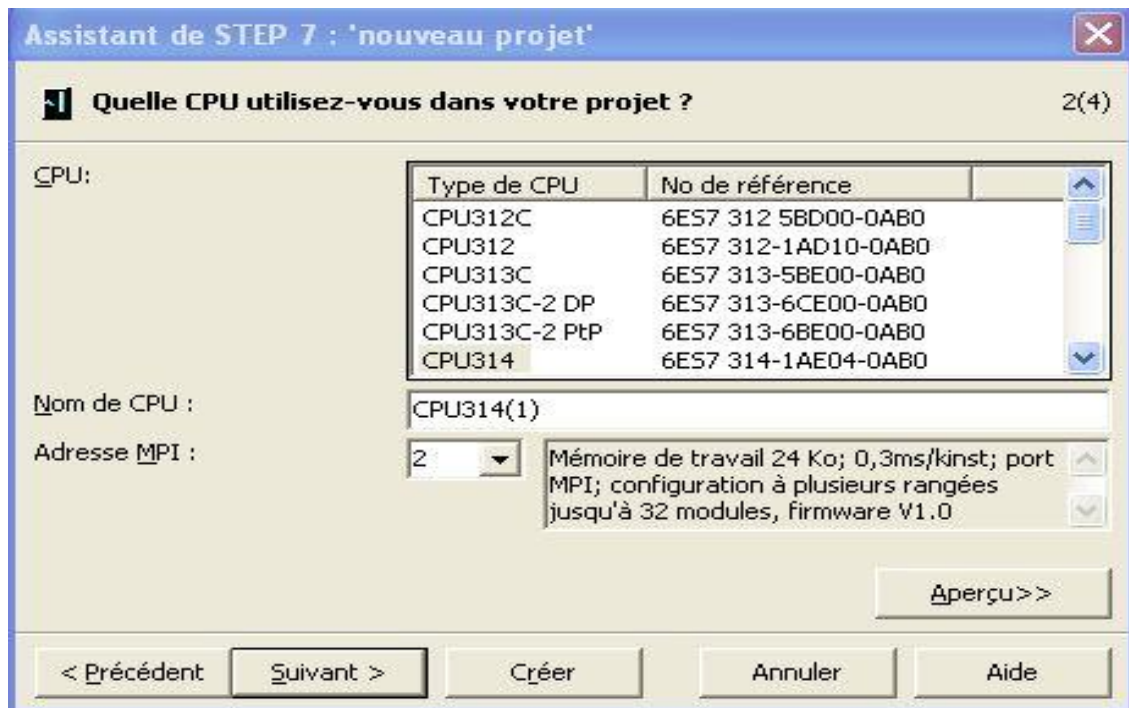 Assistant de STEP 7 : 'nouveau projet'
Quelle CPU utilisez-vous dans votre projet ? 2(4)
CPU:
Type de CPU No de référence
CPU312C 6ES7 312 5BD00-0AB0
CPU312 6ES7 312-1AD10-0AB0
CPU313C 6ES7 313-5BE00-0AB0
CPU313C-2 DP 6ES7 313-6CE00-0AB0
CPU313C-2 PtP 6ES7 313-6BE00-0AB0
CPU314 6ES7 314-1AE04-0AB0
Nom de CPU : CPU314(1)
Adresse MPI : 2
Mémoire de travail 24 Ko; 0,3ms/kinst; port
MPI; configuration à plusieurs rangées
jusqu'à 32 modules, firmware V1.0
Aperçu>>
< Précédent Suivant > Créer Annuler Aide